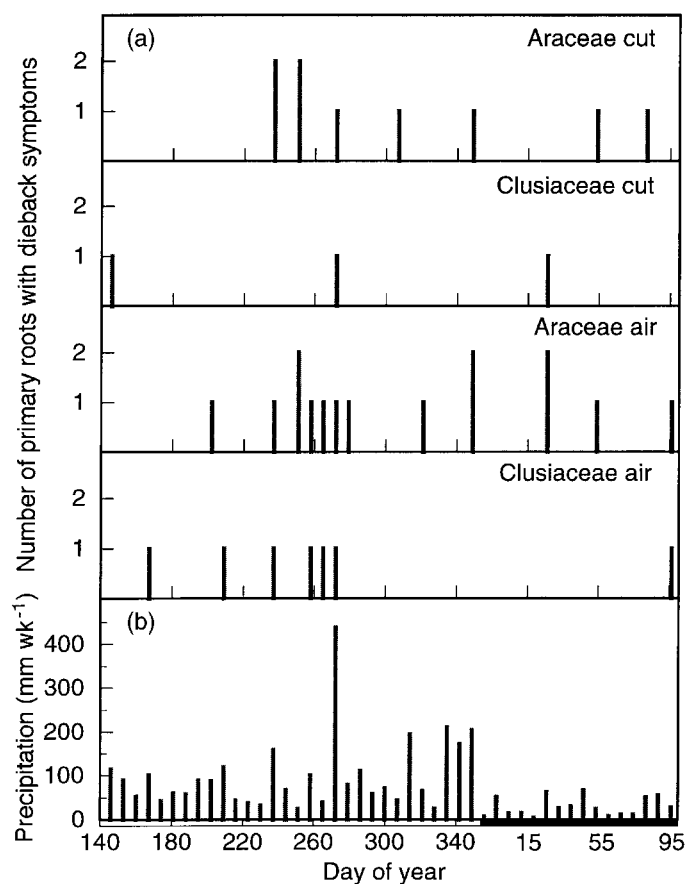 (a)
Araceae cut
2
1
Clusiaceae cut
2
1
Araceae air
2
1
Clusiaceae air
2
1
Number of primary roots with dieback symptoms
(b)
400
300
200
100
0
Precipitation (mm wk⁻¹)
140 180 220 260 300 340 15 55 95
Day of year